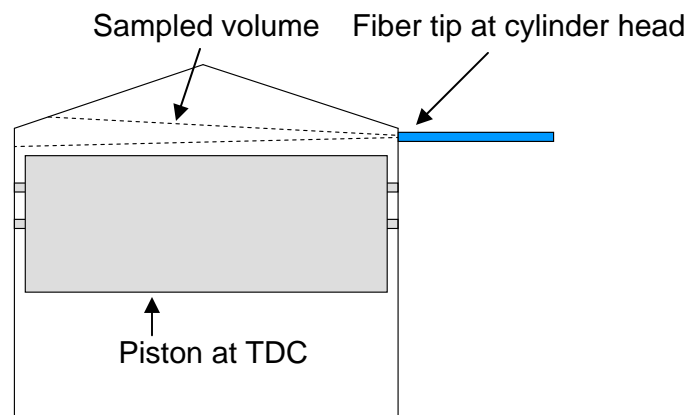 Sampled volume
Fiber tip at cylinder head
Piston at TDC